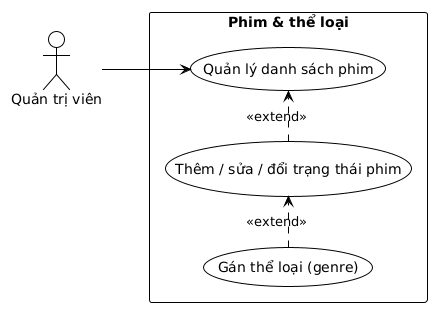 Phim & thể loại
Quản lý danh sách phim
Quản trị viên
«extend»
Thêm / sửa / đổi trạng thái phim
«extend»
Gán thể loại (genre)